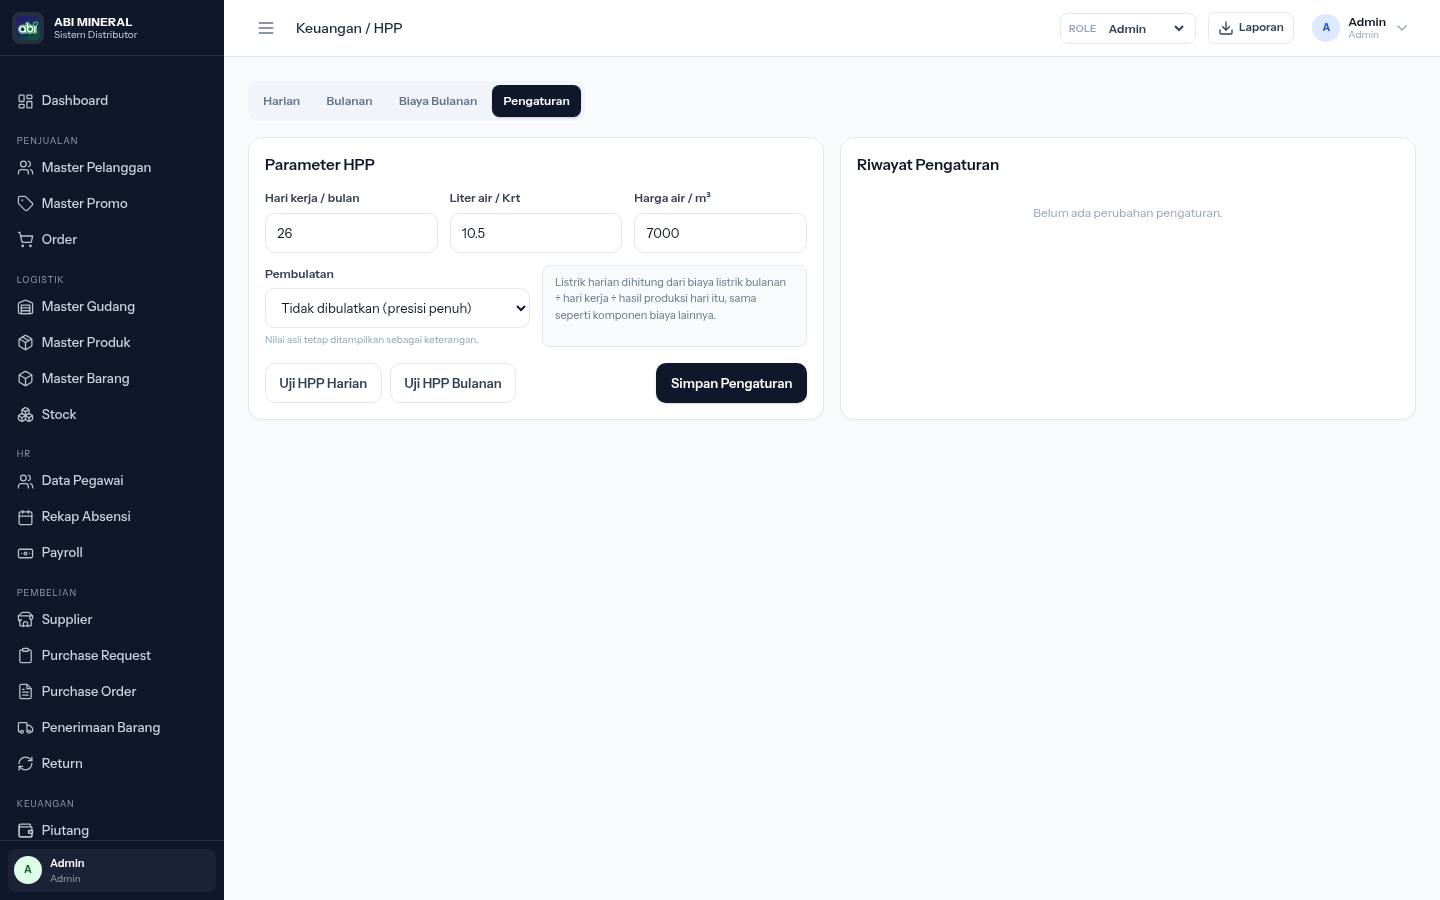 abi
ABI MINERAL
Sistem Distributor
Dashboard
PENJUALAN
Master Pelanggan
Master Promo
Order
LOGISTIK
Master Gudang
Master Produk
Master Barang
Stock
HR
Data Pegawai
Rekap Absensi
Payroll
PEMBELIAN
Supplier
Purchase Request
Purchase Order
Penerimaan Barang
Return
KEUANGAN
Piutang
A
Admin
Admin
Keuangan / HPP
ROLE Admin
Laporan
A
Admin
Admin
Harian Bulanan Biaya Bulanan Pengaturan
Parameter HPP
Hari kerja / bulan Liter air / Krt Harga air / m³
26 10.5 7000
Pembulatan
Tidak dibulatkan (presisi penuh)
Nilai asli tetap ditampilkan sebagai keterangan.
Listrik harian dihitung dari biaya listrik bulanan
÷ hari kerja ÷ hasil produksi hari itu, sama
seperti komponen biaya lainnya.
Uji HPP Harian Uji HPP Bulanan Simpan Pengaturan
Riwayat Pengaturan
Belum ada perubahan pengaturan.